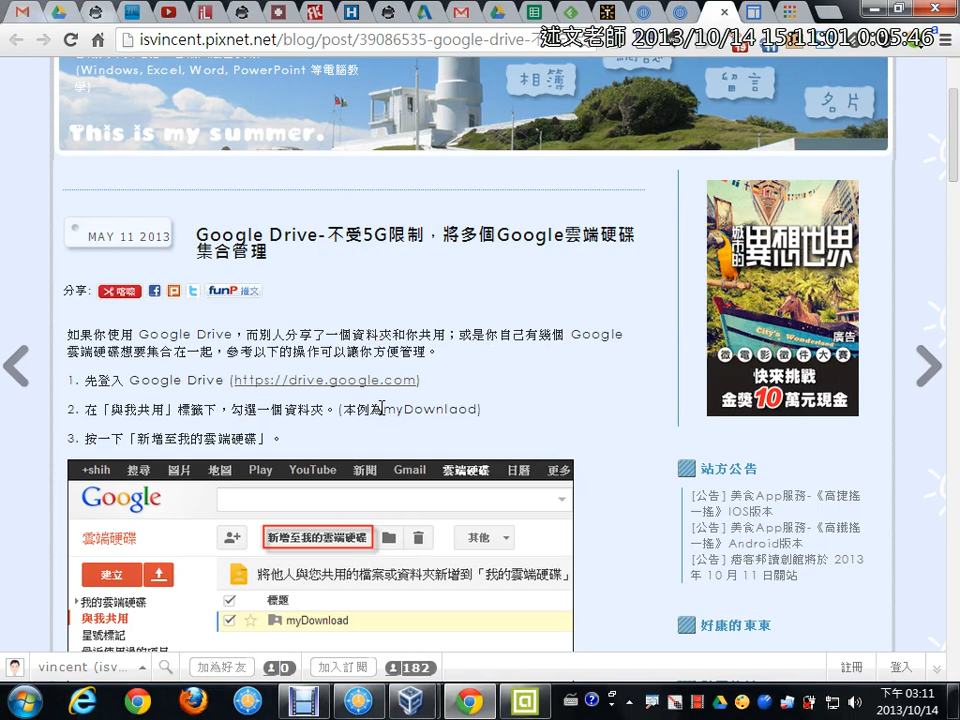 isvincent.pixnet.net/blog/post/39086535-google-drive-不
述文老師 2013/10/14 15:11:01,0:05:46
(Windows, Excel, Word, PowerPoint 等電腦教
學)
相簿
留言
名片
This is my summer.
MAY 11 2013
Google Drive-不受5G限制，將多個Google雲端硬碟
集合管理
分享:
funP 推文
如果你使用 Google Drive，而別人分享了一個資料夾和你共用；或是你自己有幾個 Google
雲端硬碟想要集合在一起，參考以下的操作可以讓你方便管理。
1. 先登入 Google Drive (https://drive.google.com)
2. 在「與我共用」標籤下，勾選一個資料夾。(本例為myDownlaod)
3. 按一下「新增至我的雲端硬碟」。
+shih 搜尋 圖片 地圖 Play YouTube 新聞 Gmail 雲端硬碟 日曆 更多
Google
雲端硬碟
新增至我的雲端硬碟
其他
建立
將他人與您共用的檔案或資料夾新增到「我的雲端硬碟」
標題
我的雲端硬碟
與我共用
myDownload
星號標記
城市的
異想世界
City's Wonderland
廣告
微電影徵件大賽
快來挑戰
金獎10萬元現金
站方公告
[公告] 美食App服務-《高捷搖
一搖》IOS版本
[公告] 美食App服務-《高鐵搖
一搖》Android版本
[公告] 痞客邦讀創館將於 2013
年 10 月 11 日關站
好康的東東
vincent (isv...
加為好友
0
加入訂閱
182
註冊
登入
下午 03:11
2013/10/14